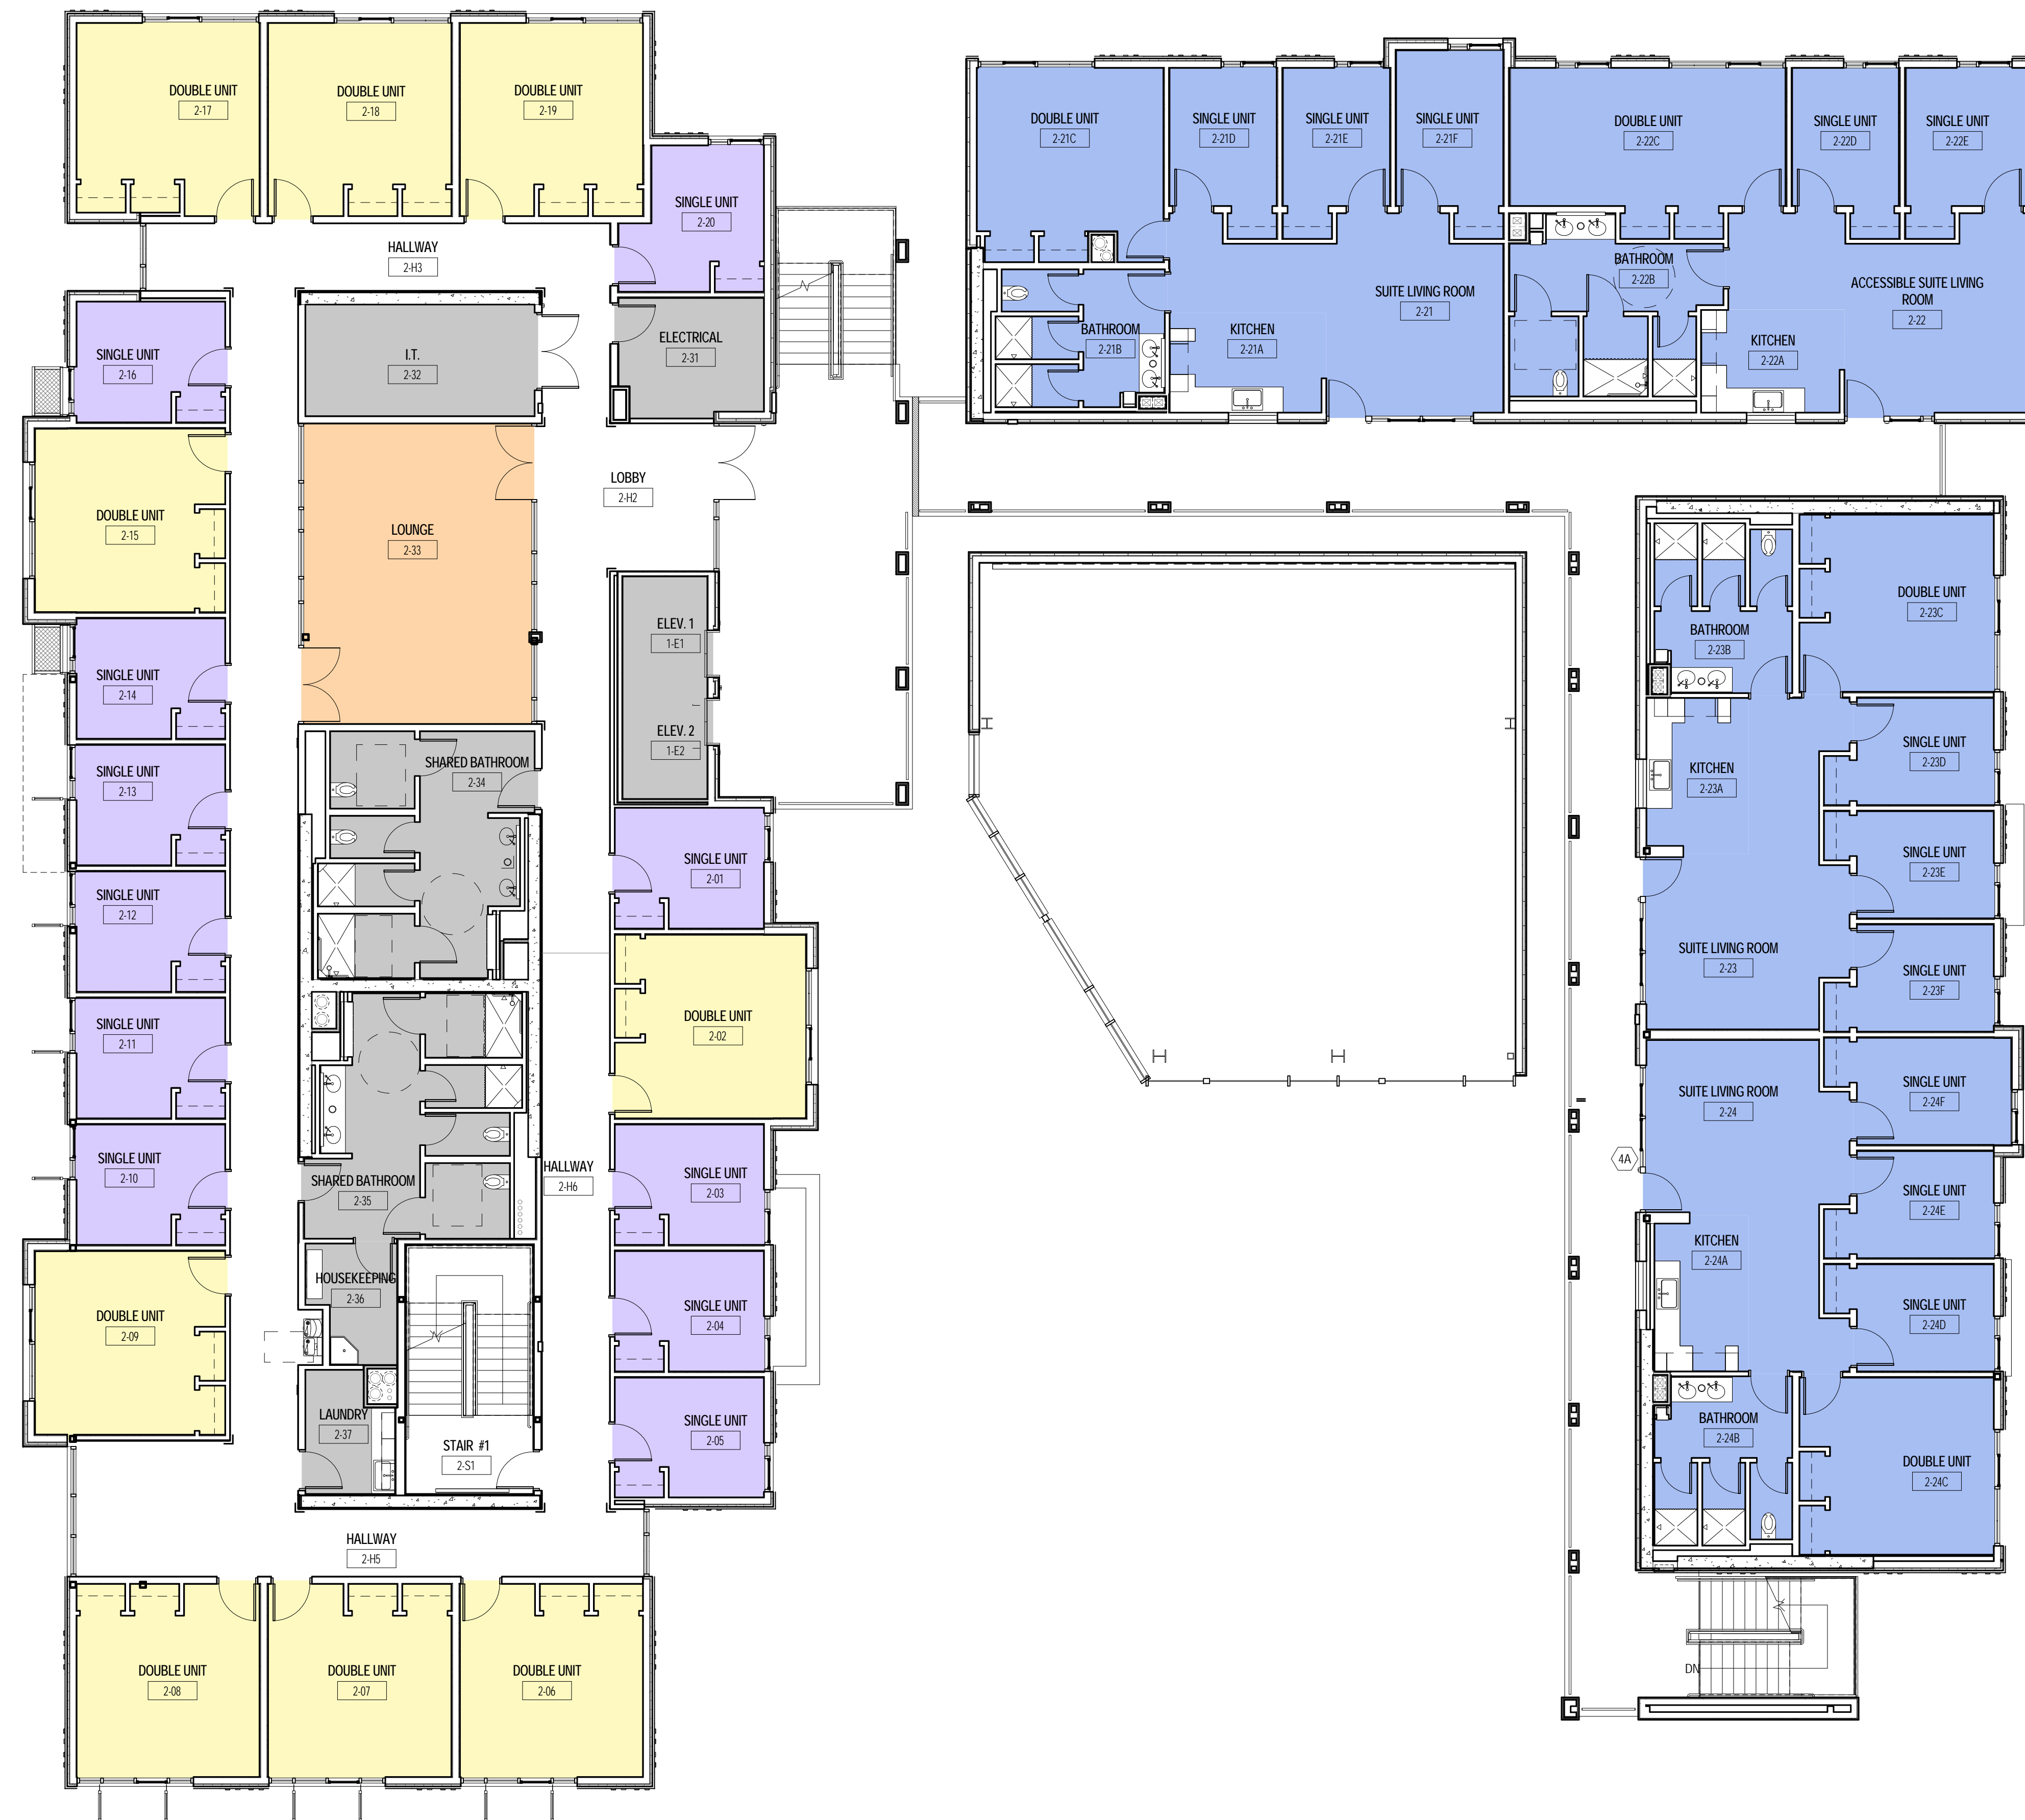 DOUBLE UNIT
2-17
DOUBLE UNIT
2-18
DOUBLE UNIT
2-19
SINGLE UNIT
2-20
HALLWAY
2-H3
SINGLE UNIT
2-16
I.T.
2-32
ELECTRICAL
2-31
DOUBLE UNIT
2-15
LOUNGE
2-33
LOBBY
2-H2
ELEV. 1
1-E1
ELEV. 2
1-E2
SINGLE UNIT
2-14
SINGLE UNIT
2-13
SHARED BATHROOM
2-34
SINGLE UNIT
2-01
SINGLE UNIT
2-12
SINGLE UNIT
2-11
DOUBLE UNIT
2-02
SINGLE UNIT
2-10
SHARED BATHROOM
2-35
HALLWAY
2-H6
SINGLE UNIT
2-03
HOUSEKEEPING
2-36
SINGLE UNIT
2-04
DOUBLE UNIT
2-09
LAUNDRY
2-37
STAIR #1
2-S1
SINGLE UNIT
2-05
HALLWAY
2-H5
DOUBLE UNIT
2-08
DOUBLE UNIT
2-07
DOUBLE UNIT
2-06
DOUBLE UNIT
2-21C
SINGLE UNIT
2-21D
SINGLE UNIT
2-21E
SINGLE UNIT
2-21F
DOUBLE UNIT
2-22C
SINGLE UNIT
2-22D
SINGLE UNIT
2-22E
BATHROOM
2-21B
KITCHEN
2-21A
SUITE LIVING ROOM
2-21
BATHROOM
2-22B
KITCHEN
2-22A
ACCESSIBLE SUITE LIVING
ROOM
2-22
DOUBLE UNIT
2-23C
BATHROOM
2-23B
SINGLE UNIT
2-23D
KITCHEN
2-23A
SINGLE UNIT
2-23E
SUITE LIVING ROOM
2-23
SINGLE UNIT
2-23F
SUITE LIVING ROOM
2-24
SINGLE UNIT
2-24F
4A
SINGLE UNIT
2-24E
KITCHEN
2-24A
SINGLE UNIT
2-24D
BATHROOM
2-24B
DOUBLE UNIT
2-24C
DN